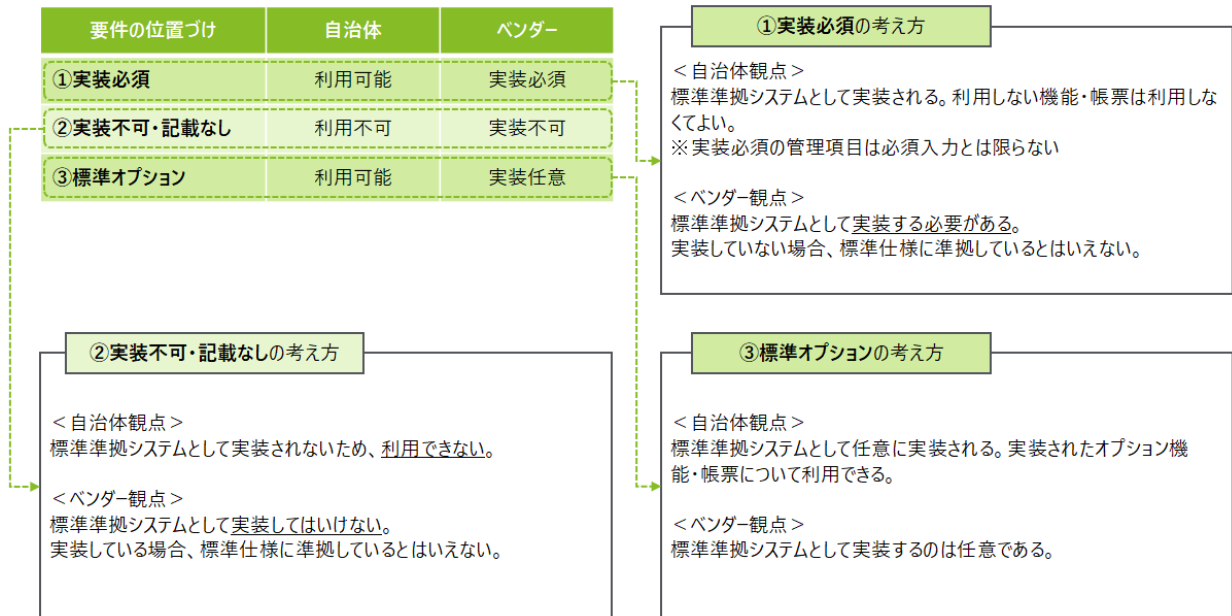 要件の位置づけ 自治体 ベンダー
①実装必須 利用可能 実装必須
②実装不可・記載なし 利用不可 実装不可
③標準オプション 利用可能 実装任意
①実装必須の考え方
<自治体観点>
標準準拠システムとして実装される。利用しない機能・帳票は利用しな
くてよい。
※実装必須の管理項目は必須入力とは限らない
<ベンダー観点>
標準準拠システムとして実装する必要がある。
実装していない場合、標準仕様に準拠しているとはいえない。
②実装不可・記載なしの考え方
<自治体観点>
標準準拠システムとして実装されないため、利用できない。
<ベンダー観点>
標準準拠システムとして実装してはいけない。
実装している場合、標準仕様に準拠しているとはいえない。
③標準オプションの考え方
<自治体観点>
標準準拠システムとして任意に実装される。実装されたオプション機
能・帳票について利用できる。
<ベンダー観点>
標準準拠システムとして実装するのは任意である。